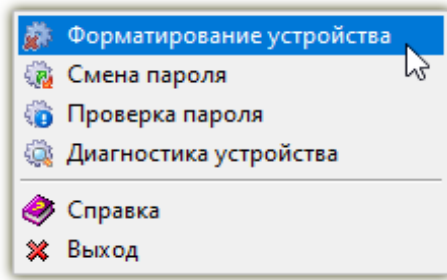 Форматирование устройства
Смена пароля
Проверка пароля
Диагностика устройства
Справка
Выход